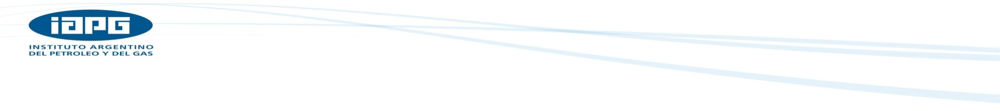 iapg
INSTITUTO ARGENTINO
DEL PETROLEO Y DEL GAS